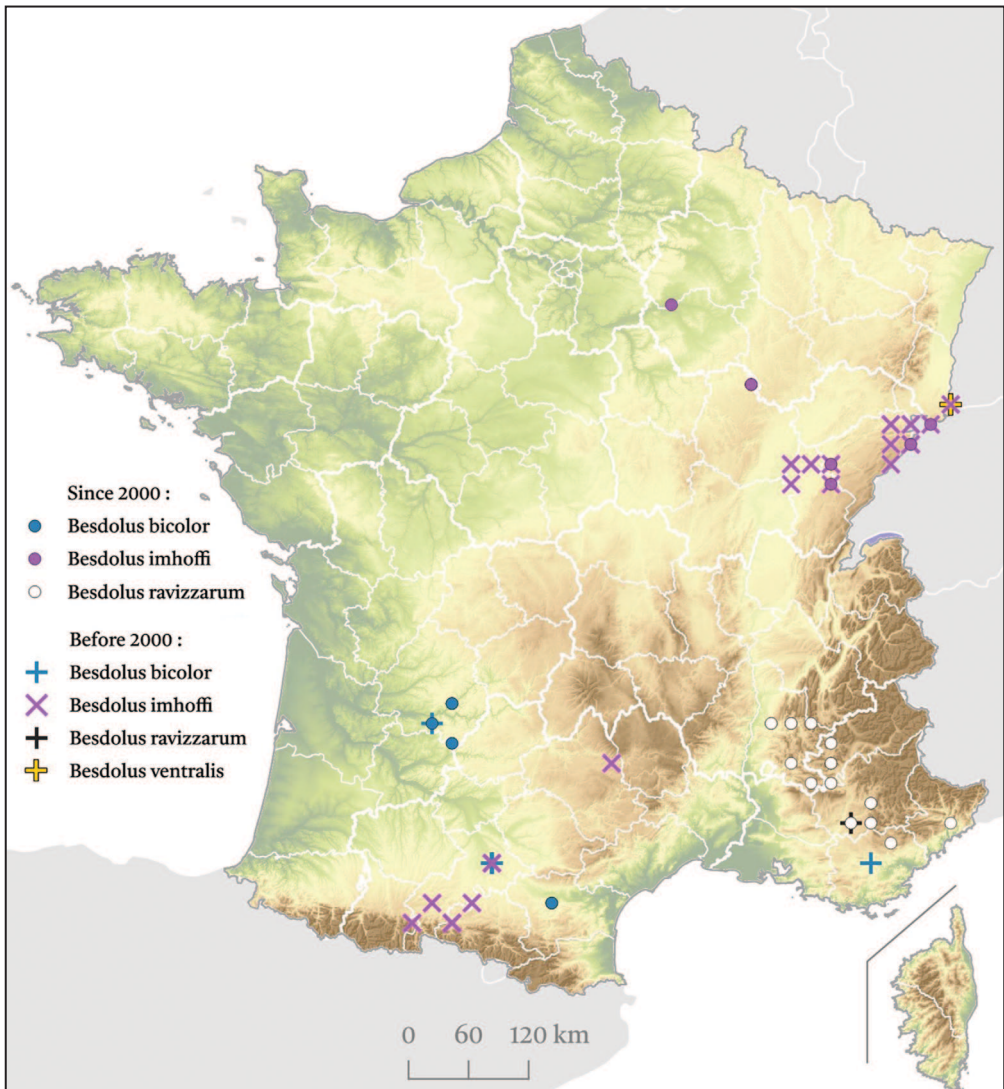 Since 2000 :
Besdolus bicolor
Besdolus imhoffi
Besdolus ravizzarum
Before 2000 :
Besdolus bicolor
Besdolus imhoffi
Besdolus ravizzarum
Besdolus ventralis
0 60 120 km